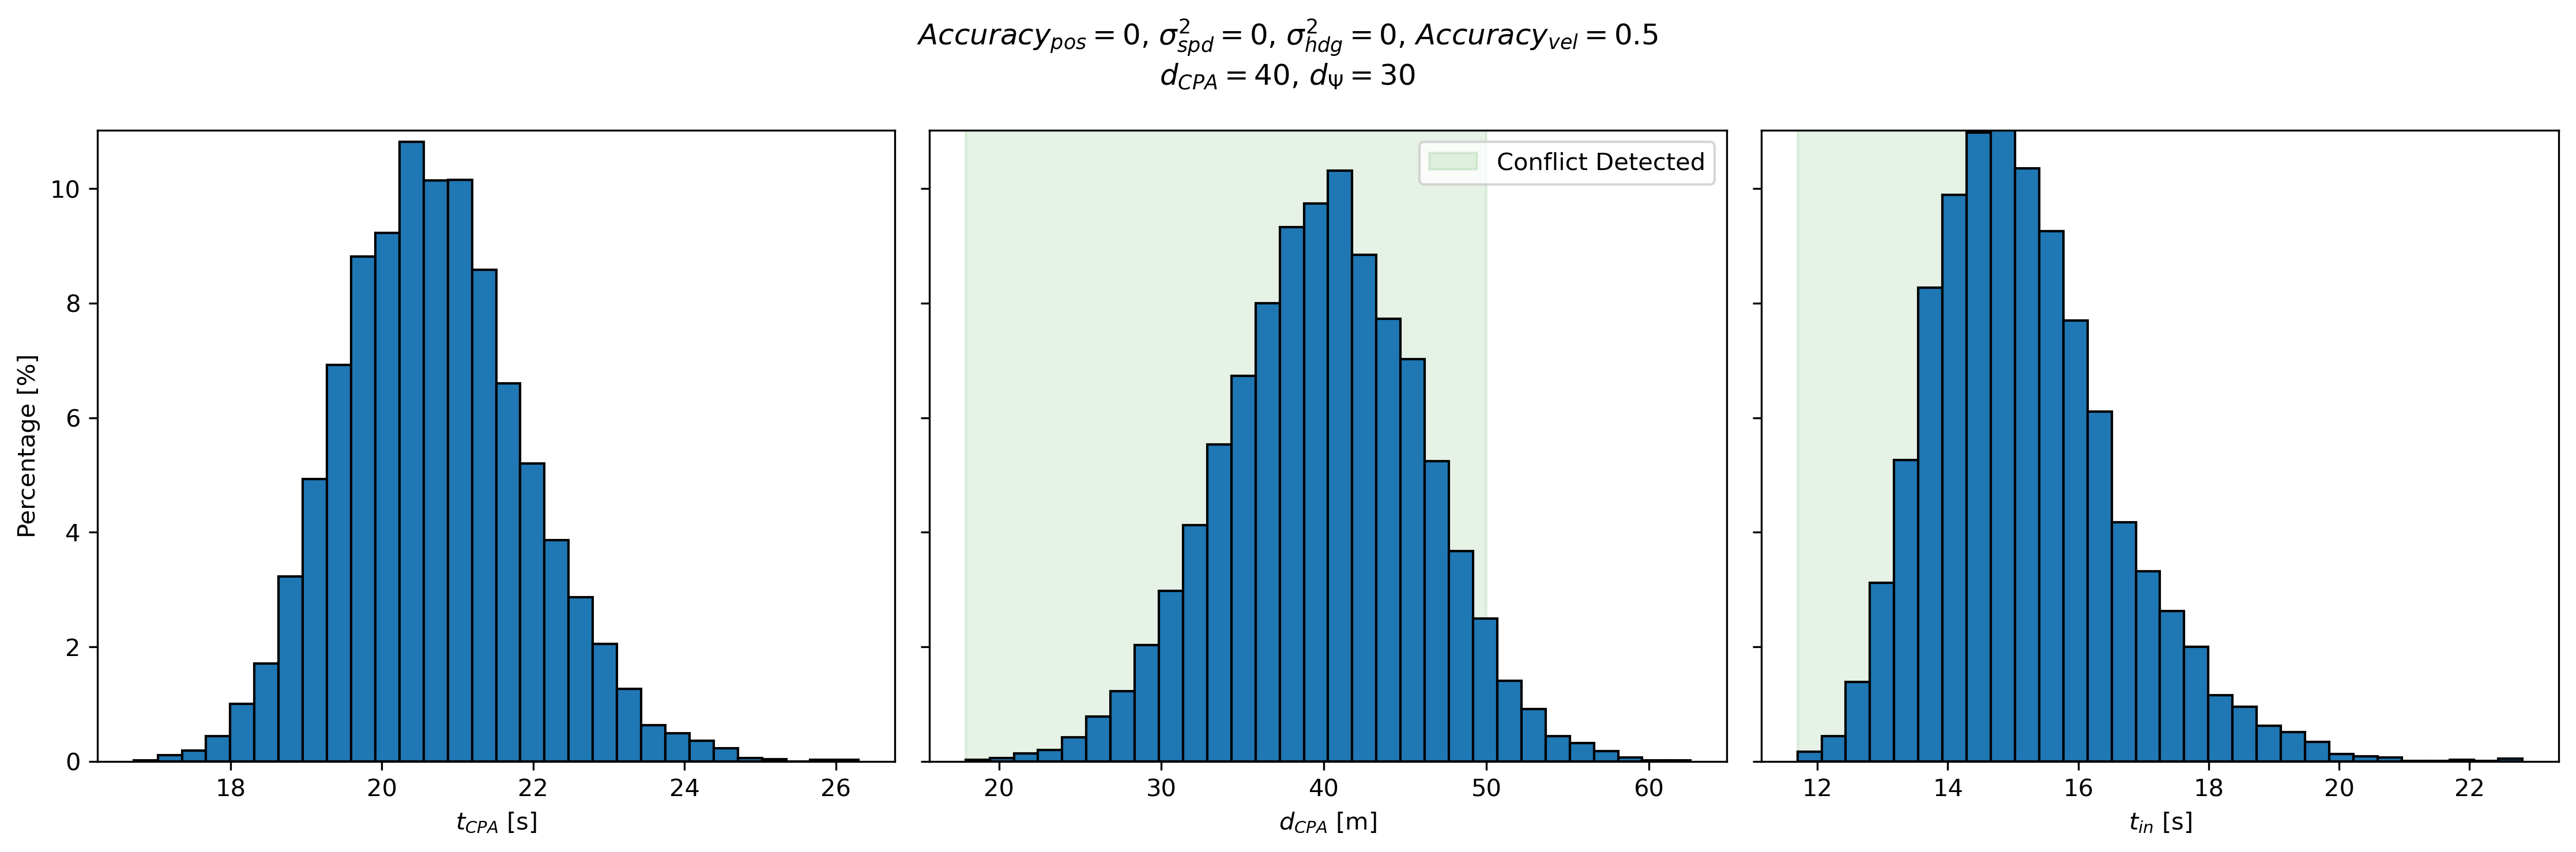 Accuracy_pos = 0, σ²_spd = 0, σ²_hdg = 0, Accuracy_vel = 0.5
d_CPA = 40, d_Ψ = 30
Percentage [%]
10
8
6
4
2
0
18 20 22 24 26
t_CPA [s]
Conflict Detected
20 30 40 50 60
d_CPA [m]
12 14 16 18 20 22
t_in [s]